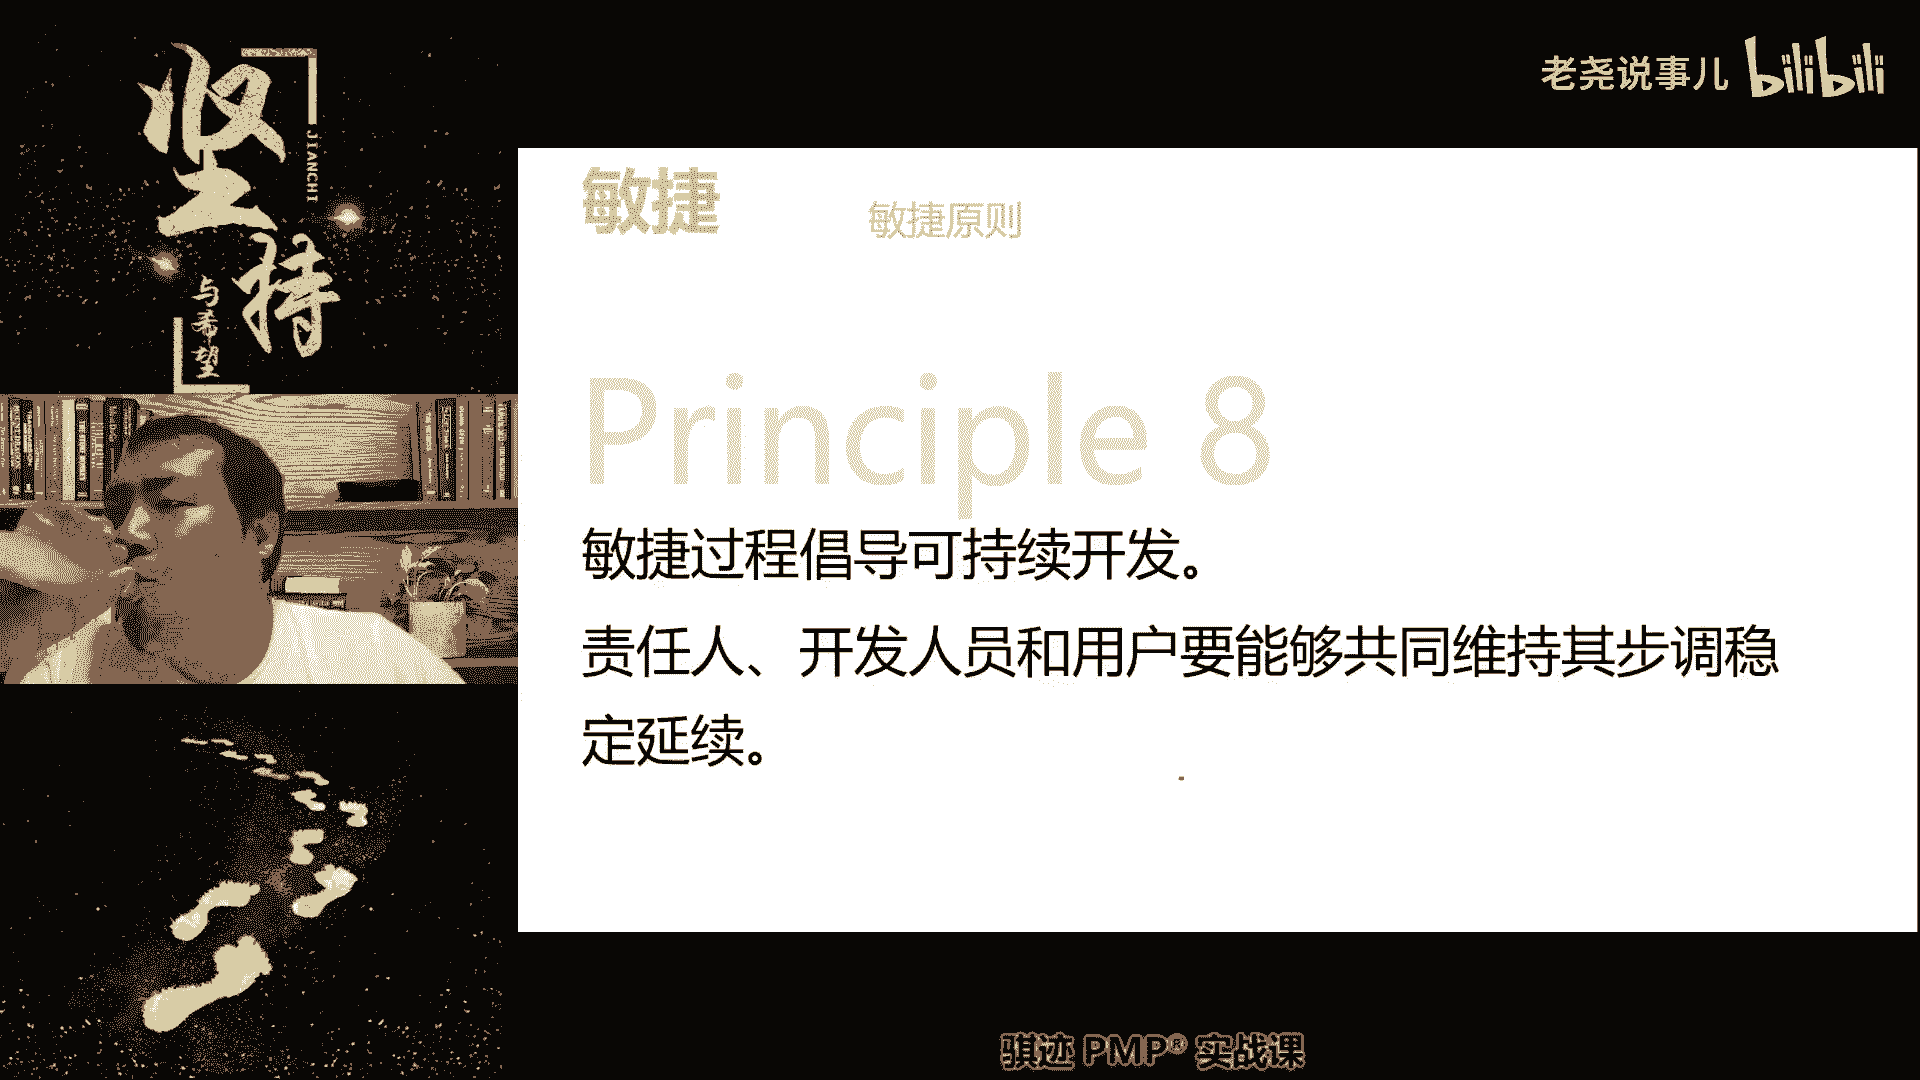 坚持
JIANCHI
与希望
老尧说事儿 bilibili
敏捷
敏捷原则
Principle 8
敏捷过程倡导可持续开发。
责任人、开发人员和用户要能够共同维持其步调稳
定延续。
骐迹 PMP® 实战课